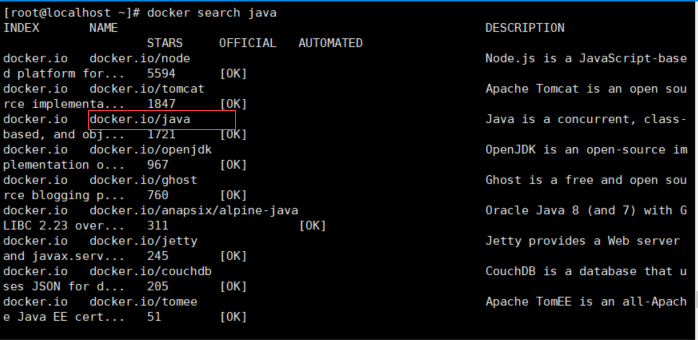 [root@localhost ~]# docker search java
INDEX NAME DESCRIPTION
STARS OFFICIAL AUTOMATED
docker.io docker.io/node Node.js is a JavaScript-base
d platform for... 5594 [OK]
docker.io docker.io/tomcat Apache Tomcat is an open sou
rce implementa... 1847 [OK]
docker.io docker.io/java Java is a concurrent, class-
based, and obj... 1721 [OK]
docker.io docker.io/openjdk OpenJDK is an open-source im
plementation o... 967 [OK]
docker.io docker.io/ghost Ghost is a free and open sou
rce blogging p... 760 [OK]
docker.io docker.io/anapsix/alpine-java Oracle Java 8 (and 7) with G
LIBC 2.23 over... 311 [OK]
docker.io docker.io/jetty Jetty provides a Web server
and javax.serv... 245 [OK]
docker.io docker.io/couchdb CouchDB is a database that u
ses JSON for d... 205 [OK]
docker.io docker.io/tomee Apache TomEE is an all-Apach
e Java EE cert... 51 [OK]